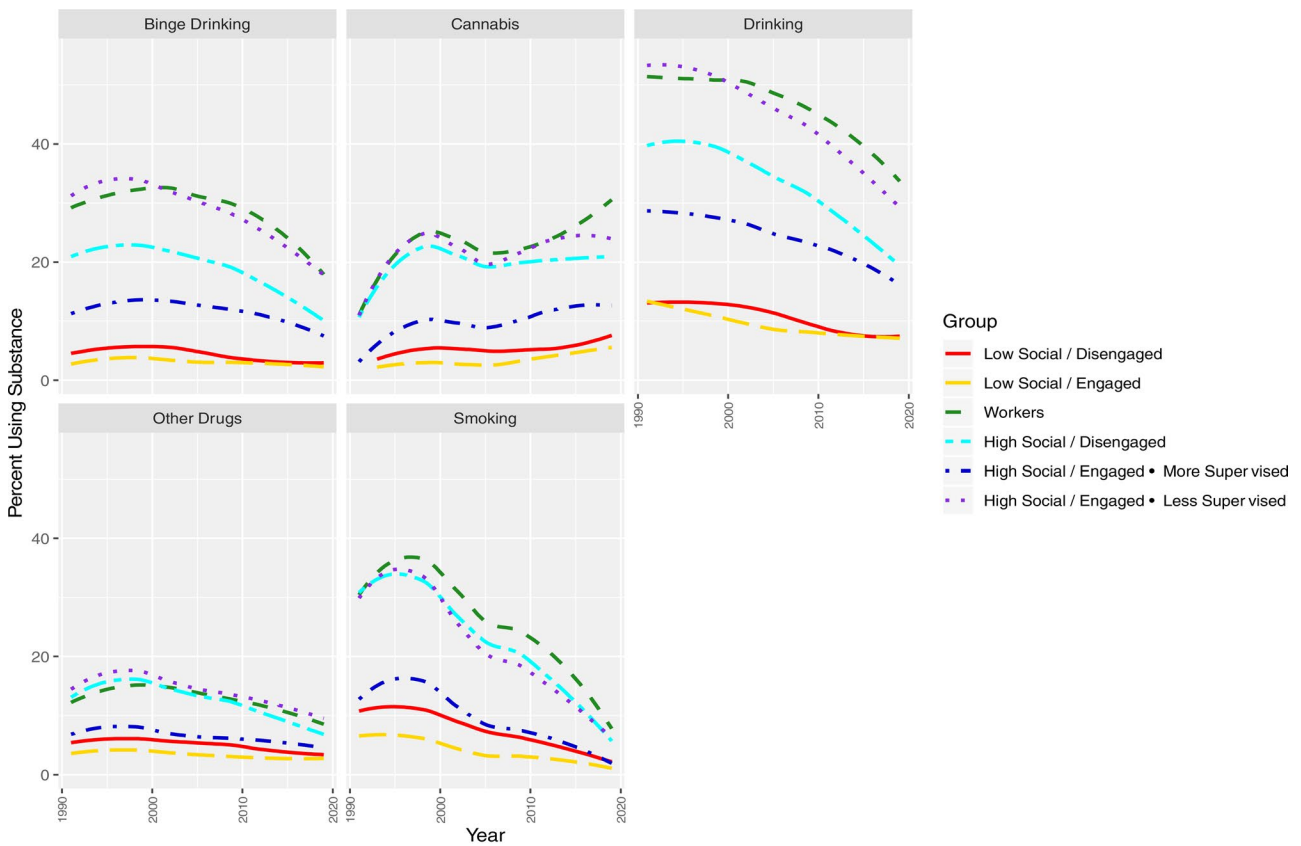 Binge Drinking
Cannabis
Drinking
40
20
0
1990
2000
2010
2020
Other Drugs
Smoking
40
20
0
1990
2000
2010
2020
1990
2000
2010
2020
Percent Using Substance
Year
Group
Low Social / Disengaged
Low Social / Engaged
Workers
High Social / Disengaged
High Social / Engaged • More Super vised
High Social / Engaged • Less Super vised